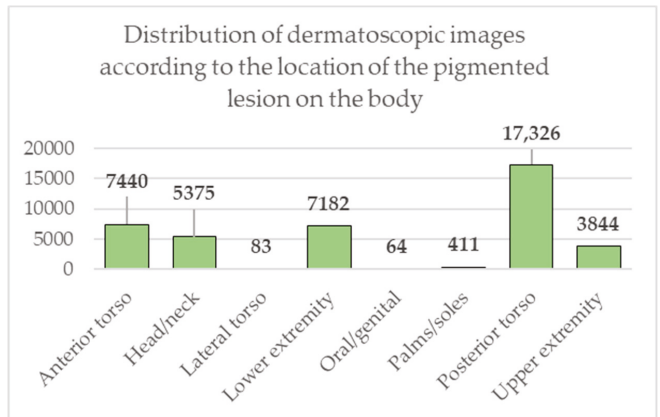 Distribution of dermatoscopic images
according to the location of the pigmented
lesion on the body
20000
15000
10000
5000
0
7440
5375
83
7182
64
411
17,326
3844
Anterior torso
Head/neck
Lateral torso
Lower extremity
Oral/genital
Palms/soles
Posterior torso
Upper extremity